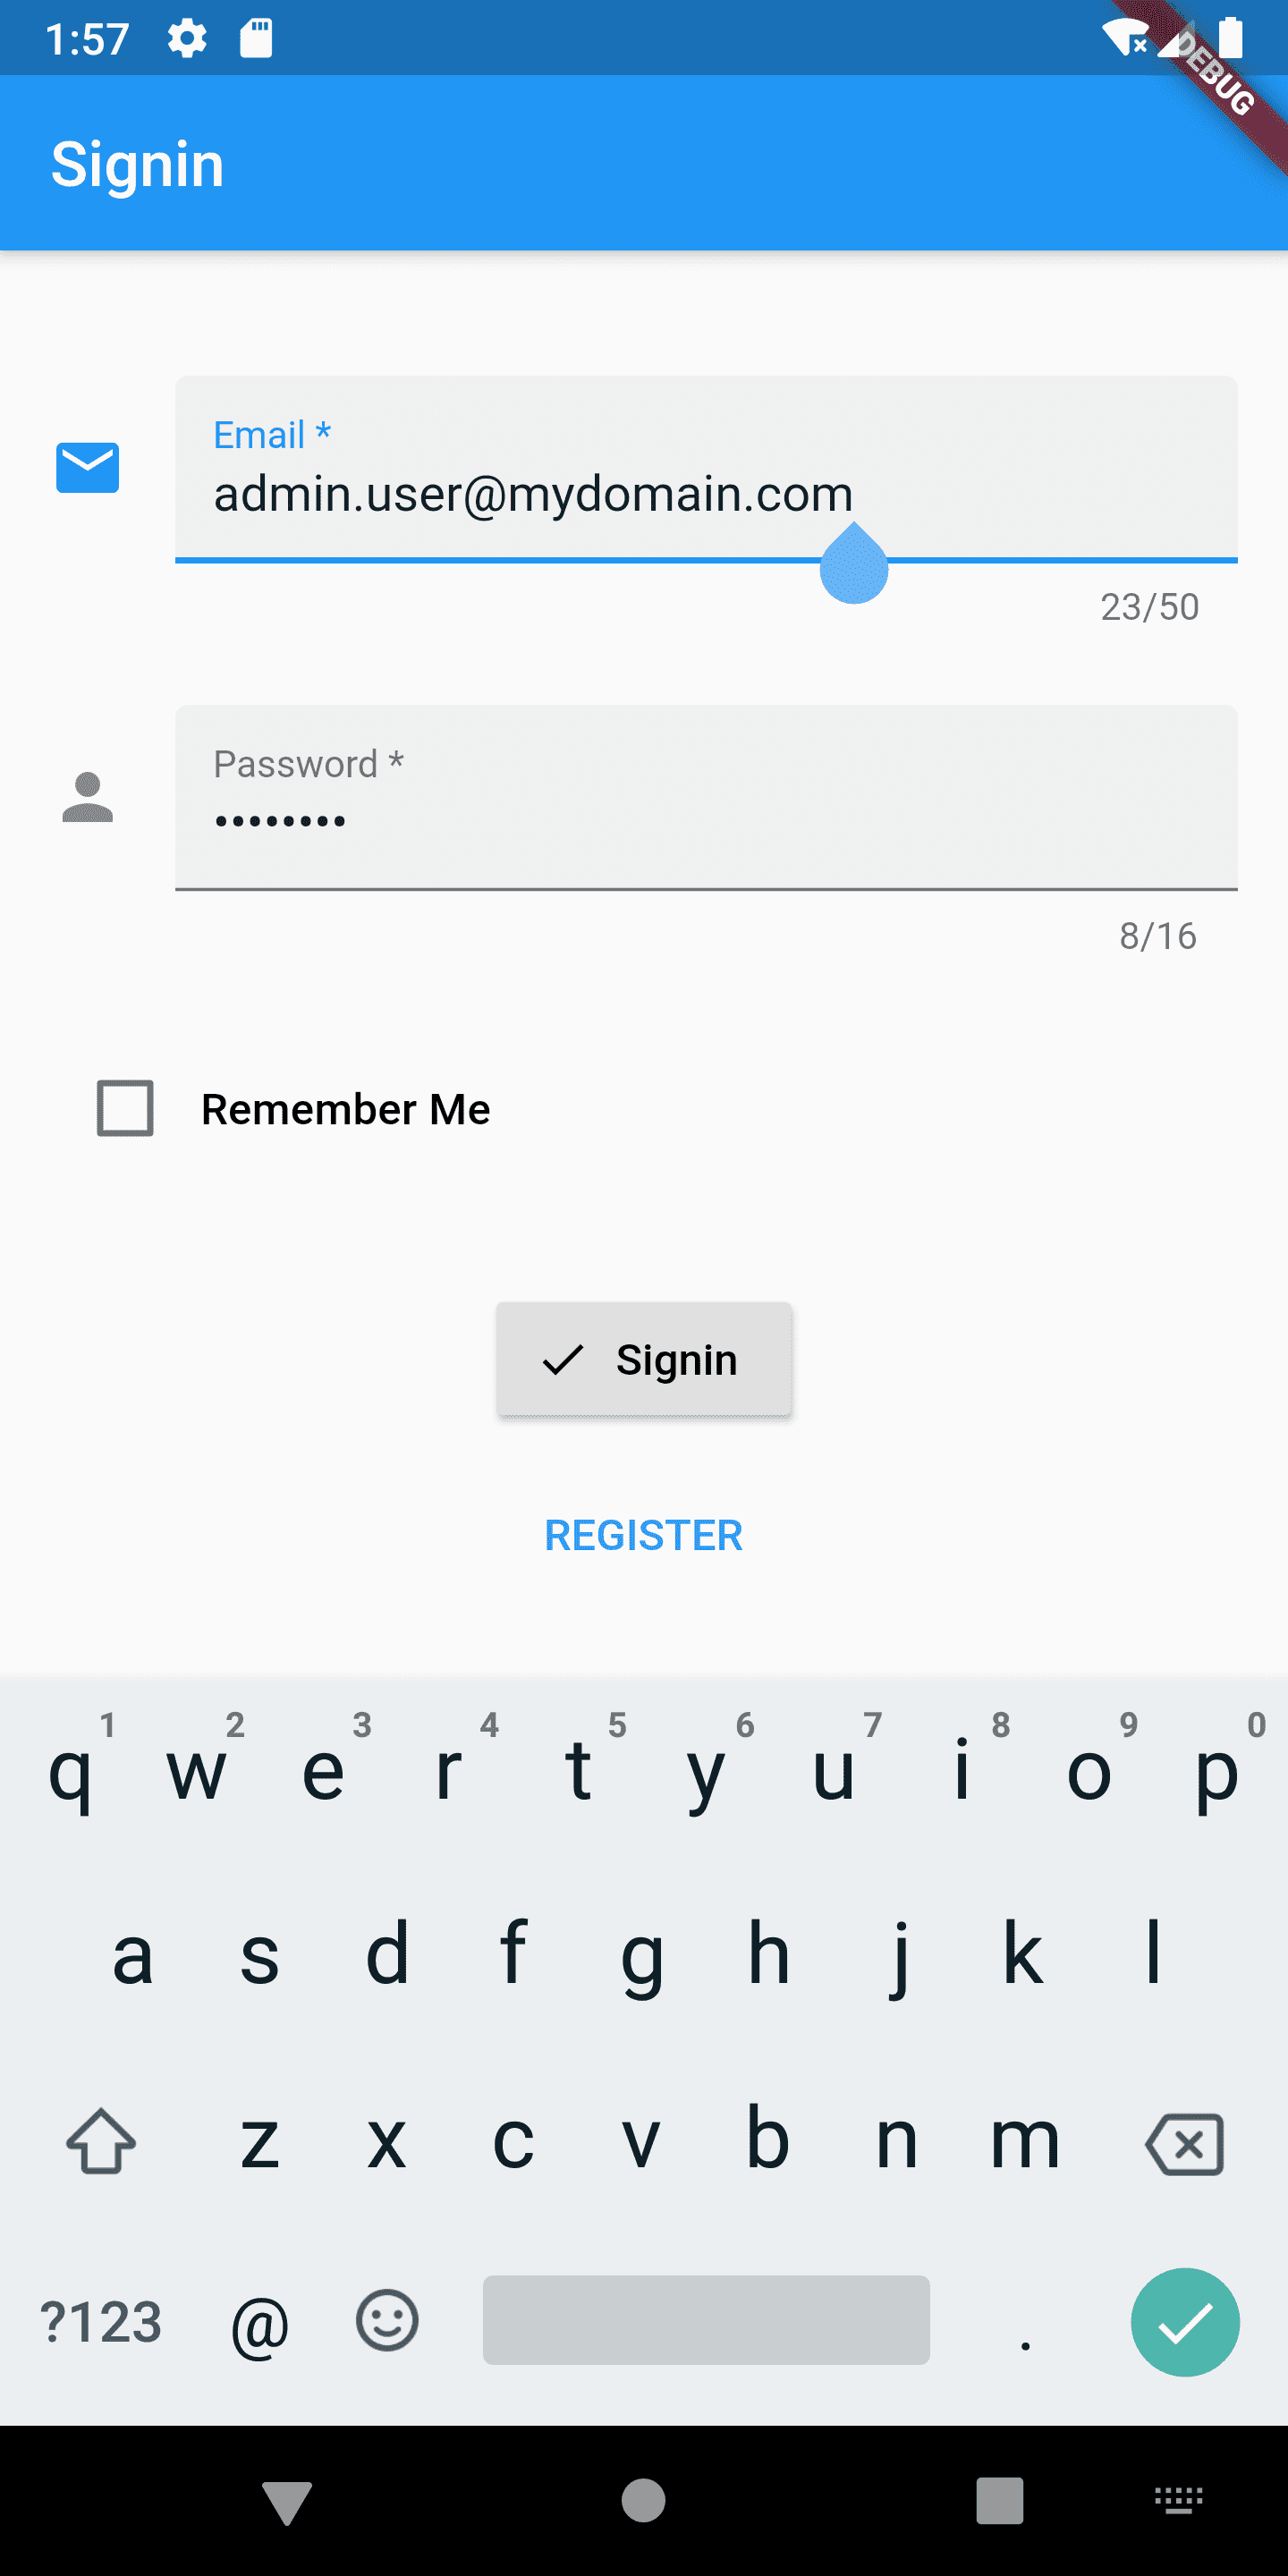 1:57
DEBUG
Signin
Email *
admin.user@mydomain.com
23/50
Password *
••••••••
8/16
Remember Me
Signin
REGISTER
1 2 3 4 5 6 7 8 9 0
q w e r t y u i o p
a s d f g h j k l
z x c v b n m
?123 @ .